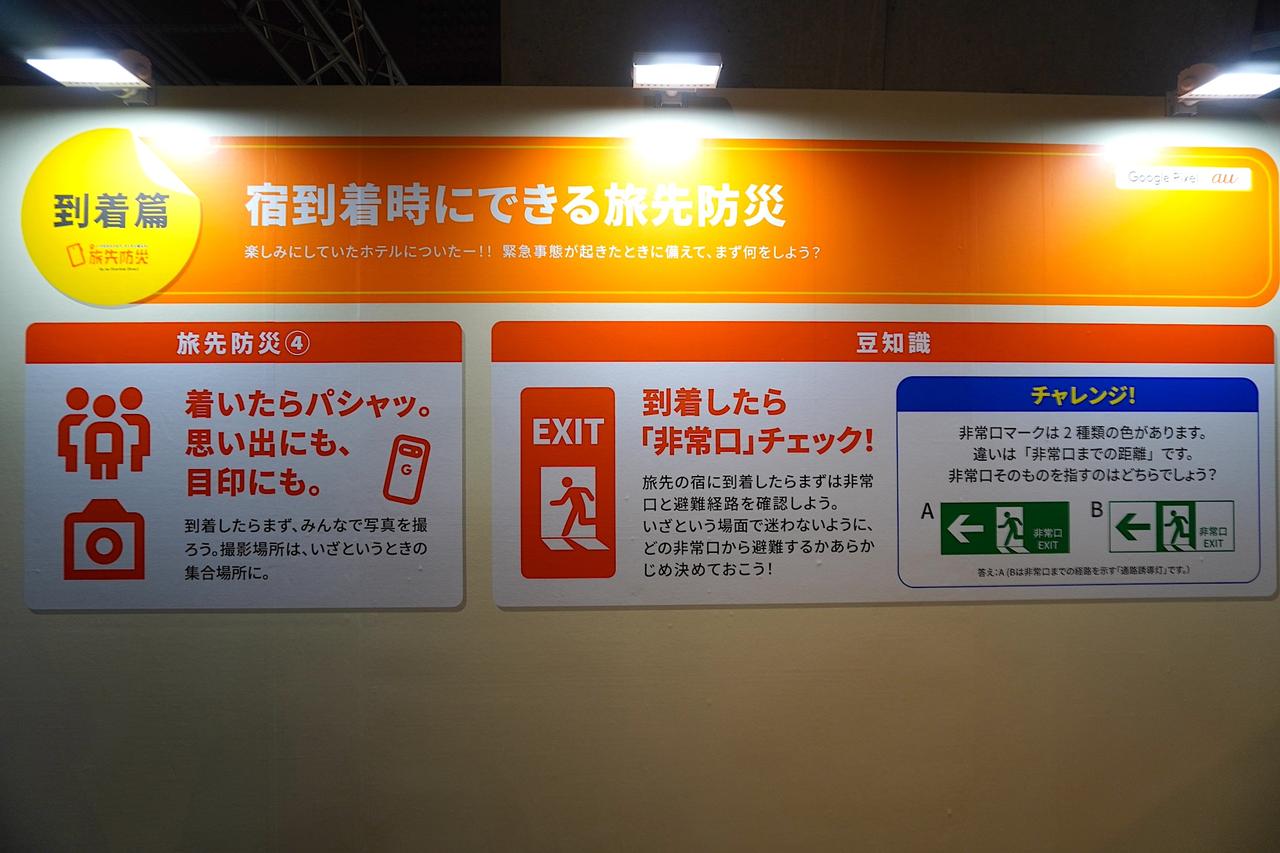 到着篇
旅先防災
宿到着時にできる旅先防災
楽しみにしていたホテルについたー!! 緊急事態が起きたときに備えて、まず何をしよう?
Google Pixel au
旅先防災④
着いたらパシャッ。
思い出にも、
目印にも。
G
到着したらまず、みんなで写真を撮
ろう。撮影場所は、いざというときの
集合場所に。
豆知識
EXIT
到着したら
「非常口」チェック!
旅先の宿に到着したらまずは非常
口と避難経路を確認しよう。
いざという場面で迷わないように、
どの非常口から避難するかあらか
じめ決めておこう!
チャレンジ!
非常口マークは2種類の色があります。
違いは「非常口までの距離」です。
非常口そのものを指すのはどちらでしょう?
A
非常口
EXIT
B
非常口
EXIT
答え:A (Bは非常口までの経路を示す「通路誘導灯」です。)